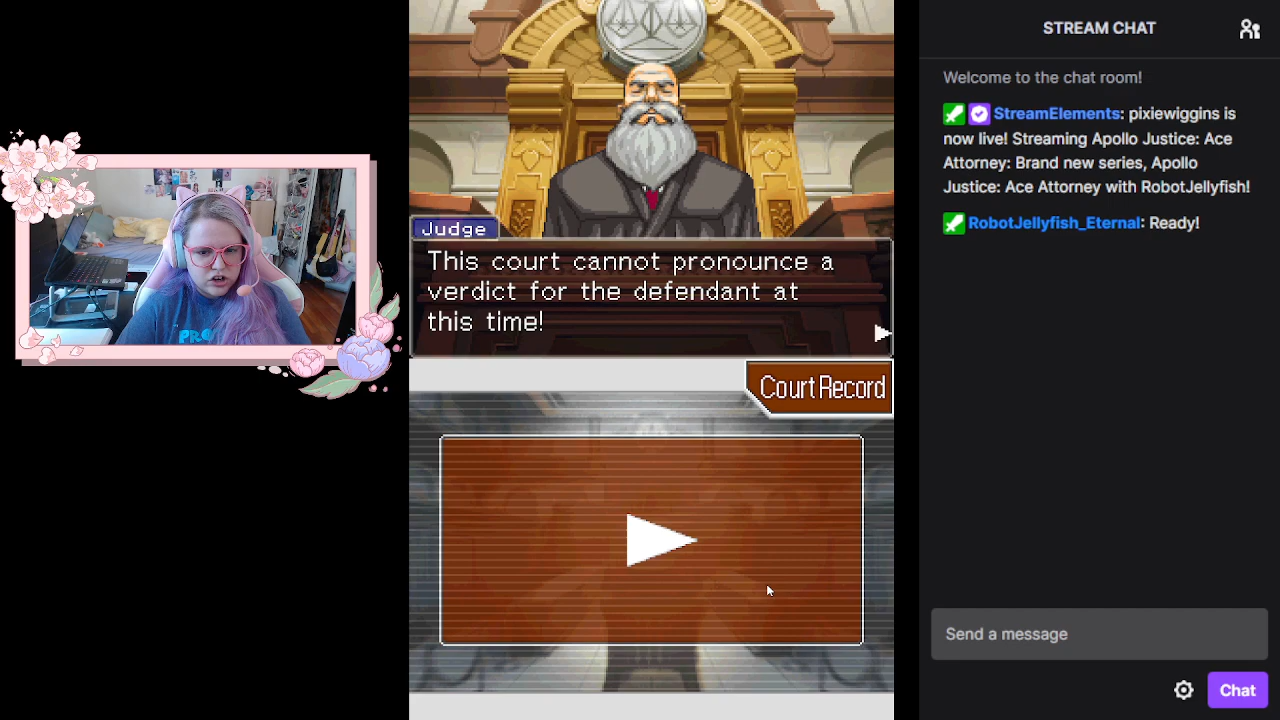 Judge
This court cannot pronounce a
verdict for the defendant at
this time!
Court Record
PRO
STREAM CHAT
Welcome to the chat room!
StreamElements: pixiewiggins is
now live! Streaming Apollo Justice: Ace
Attorney: Brand new series, Apollo
Justice: Ace Attorney with RobotJellyfish!
RobotJellyfish_Eternal: Ready!
Send a message
Chat